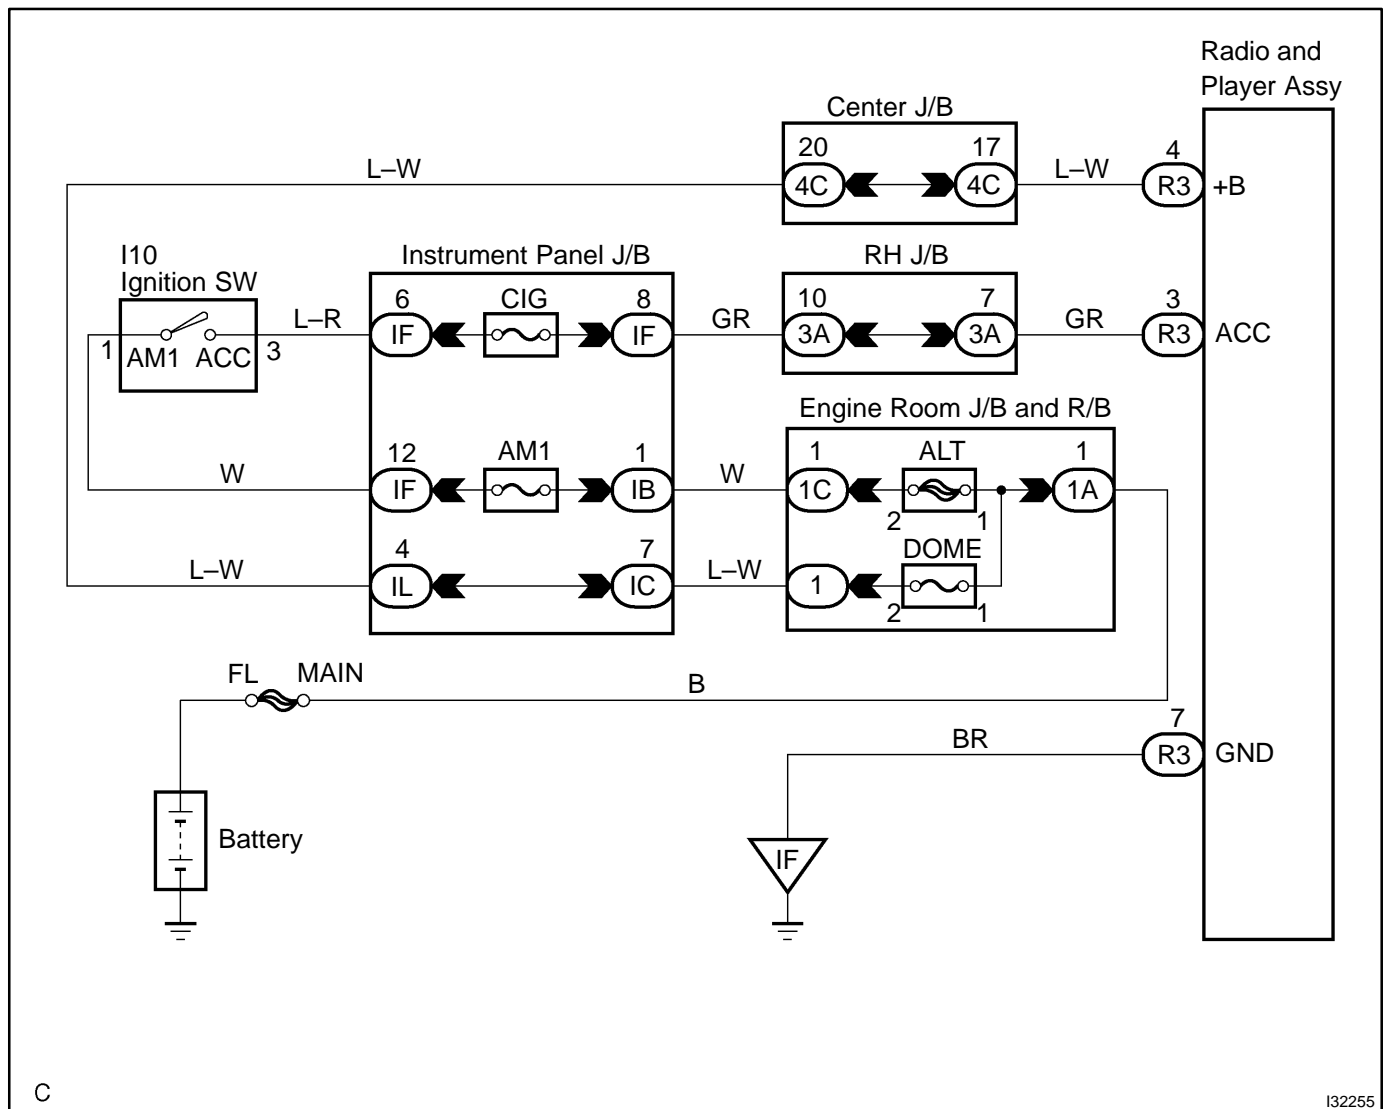 Radio and
Player Assy
Center J/B
20 17 4
L–W 4C 4C L–W R3 +B
I10
Ignition SW
Instrument Panel J/B RH J/B
6 CIG 8 10 7 3
L–R IF IF GR 3A 3A GR R3 ACC
1 AM1 ACC 3
Engine Room J/B and R/B
12 AM1 1 1 ALT 1
W IF IB W 1C 1A
2 1
4 7 DOME
L–W IL IC L–W 1
2 1
FL MAIN B
7
BR R3 GND
Battery
IF
C
I32255